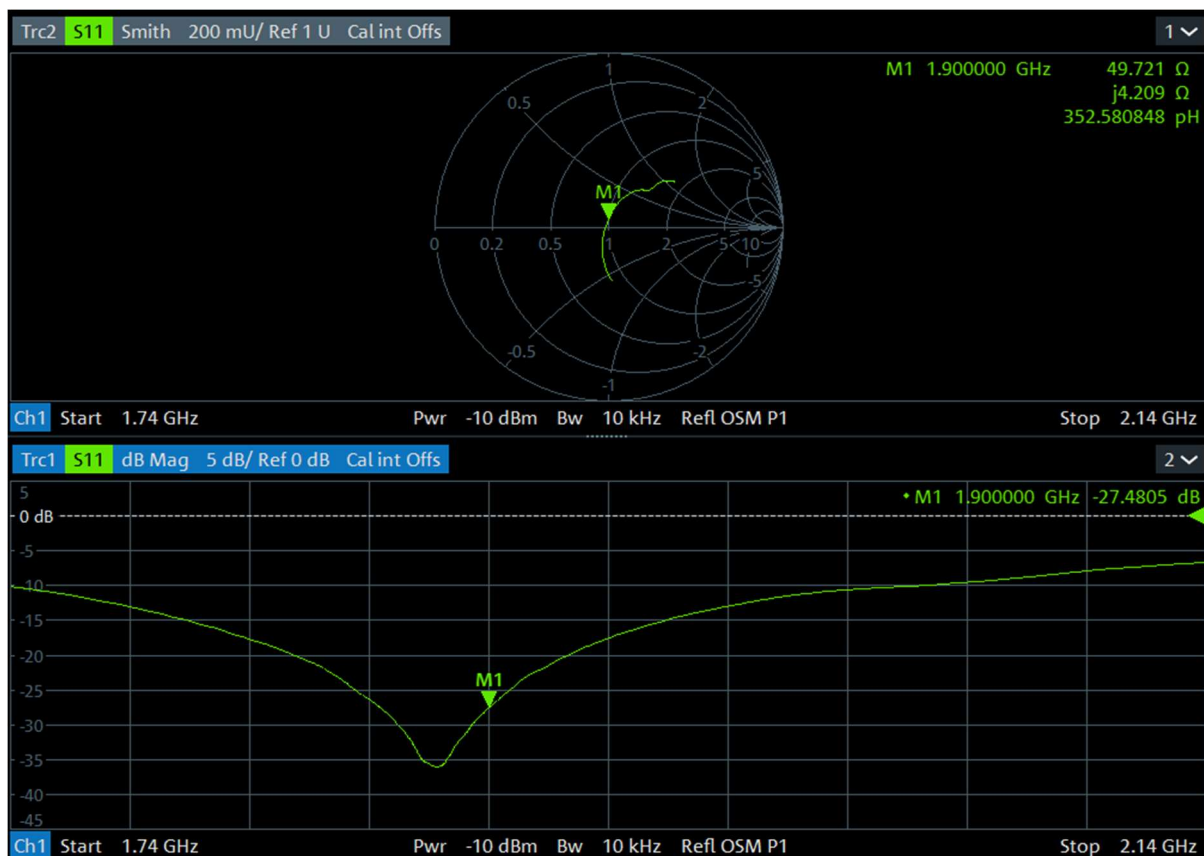 Trc2 S11 Smith 200 mU/ Ref 1 U Cal int Offs 1
M1 1.900000 GHz 49.721 Ω
j4.209 Ω
352.580848 pH
1
0.5 2
5
M1
0 0.2 0.5 1 2 5 10
-5
-0.5 -2
-1
Ch1 Start 1.74 GHz Pwr -10 dBm Bw 10 kHz Refl OSM P1 Stop 2.14 GHz
Trc1 S11 dB Mag 5 dB/ Ref 0 dB Cal int Offs 2
5 M1 1.900000 GHz -27.4805 dB
0 dB
-5
-10
-15
-20
M1
-25
-30
-35
-40
-45
Ch1 Start 1.74 GHz Pwr -10 dBm Bw 10 kHz Refl OSM P1 Stop 2.14 GHz